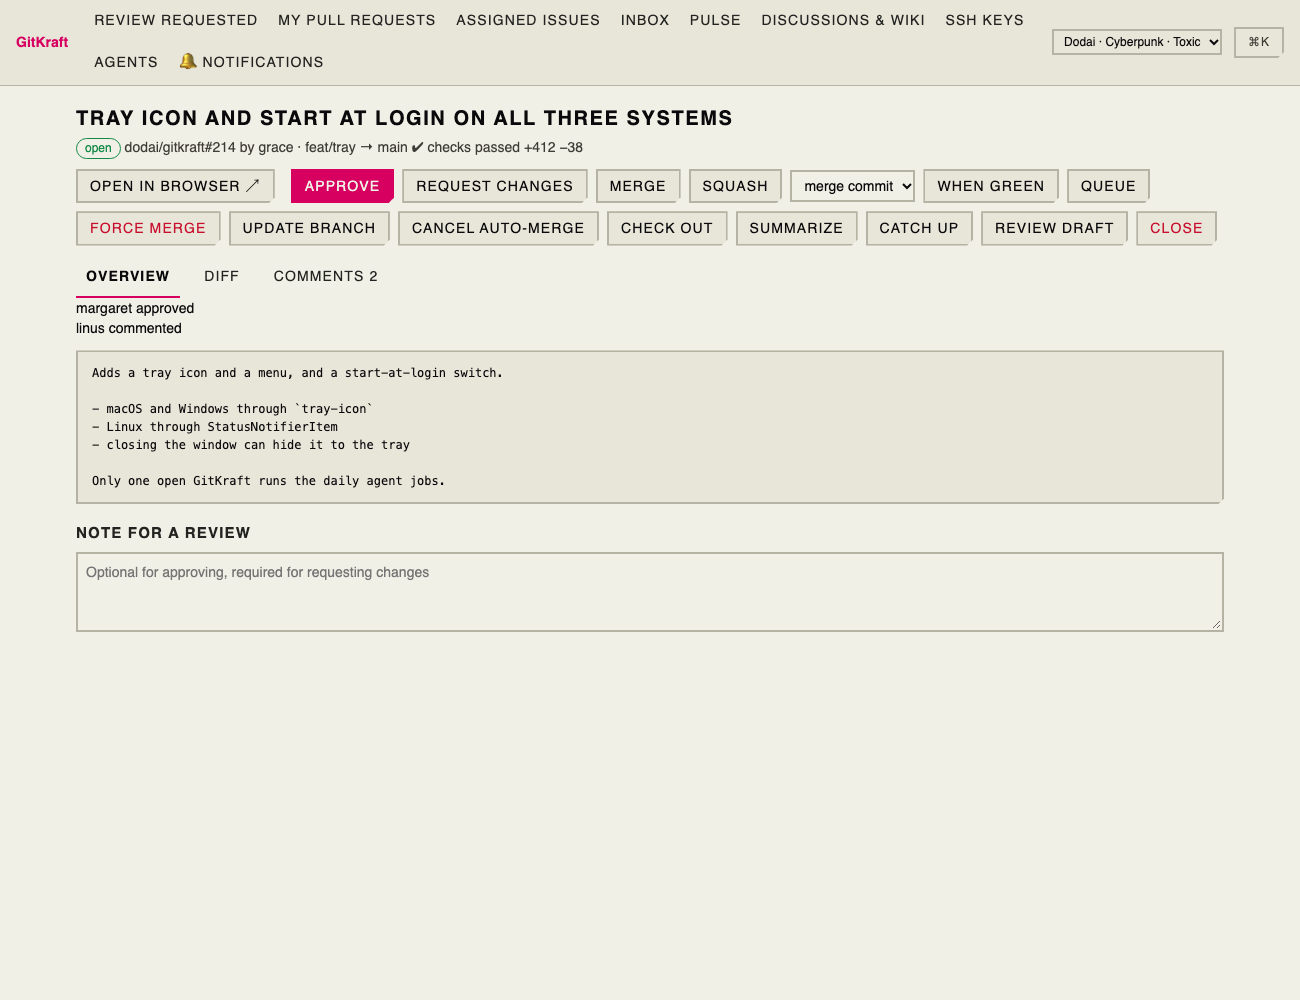 GitKraft
REVIEW REQUESTED MY PULL REQUESTS ASSIGNED ISSUES INBOX PULSE DISCUSSIONS & WIKI SSH KEYS
AGENTS 🔔 NOTIFICATIONS
Dodai · Cyberpunk · Toxic
⌘K
TRAY ICON AND START AT LOGIN ON ALL THREE SYSTEMS
open dodai/gitkraft#214 by grace · feat/tray → main ✔ checks passed +412 −38
OPEN IN BROWSER ↗ APPROVE REQUEST CHANGES MERGE SQUASH merge commit WHEN GREEN QUEUE
FORCE MERGE UPDATE BRANCH CANCEL AUTO-MERGE CHECK OUT SUMMARIZE CATCH UP REVIEW DRAFT CLOSE
OVERVIEW DIFF COMMENTS 2
margaret approved
linus commented
Adds a tray icon and a menu, and a start-at-login switch.
- macOS and Windows through `tray-icon`
- Linux through StatusNotifierItem
- closing the window can hide it to the tray
Only one open GitKraft runs the daily agent jobs.
NOTE FOR A REVIEW
Optional for approving, required for requesting changes